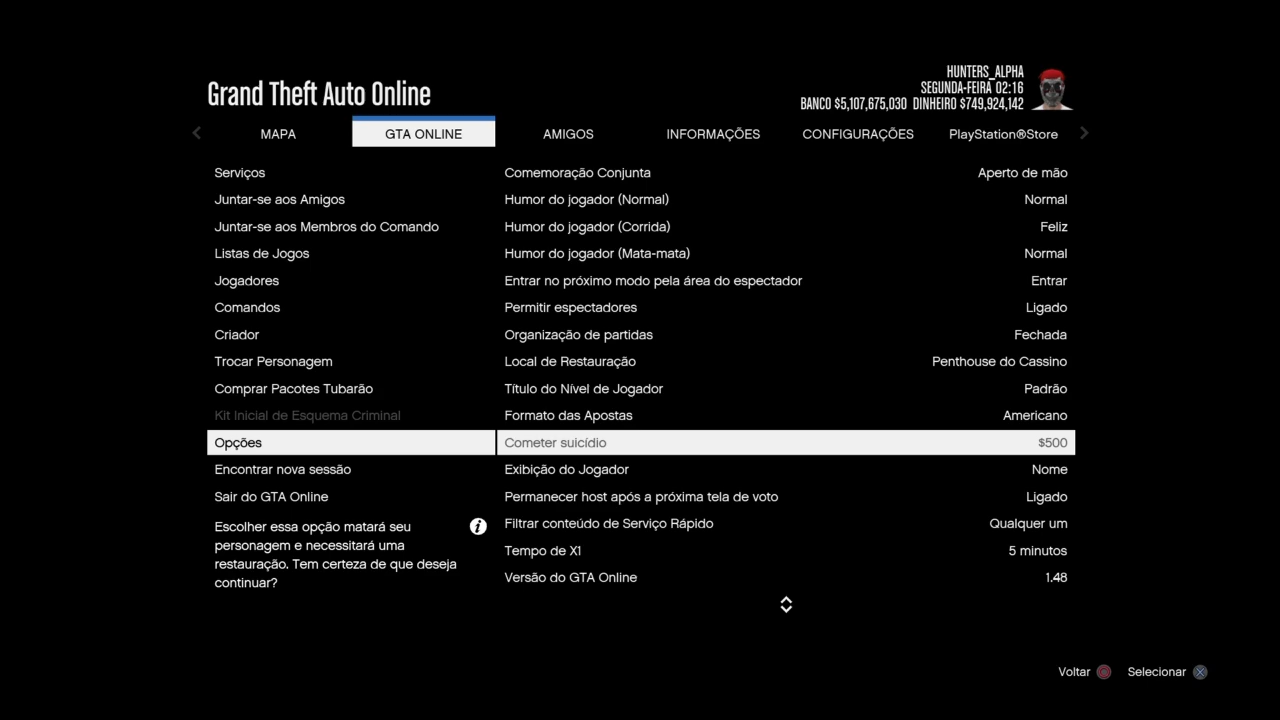 Grand Theft Auto Online
HUNTERS_ALPHA
SEGUNDA-FEIRA 02:16
BANCO $5,107,675,030 DINHEIRO $749,924,142
MAPA GTA ONLINE AMIGOS INFORMAÇÕES CONFIGURAÇÕES PlayStation®Store
Serviços
Juntar-se aos Amigos
Juntar-se aos Membros do Comando
Listas de Jogos
Jogadores
Comandos
Criador
Trocar Personagem
Comprar Pacotes Tubarão
Kit Inicial de Esquema Criminal
Opções
Encontrar nova sessão
Sair do GTA Online
Escolher essa opção matará seu
personagem e necessitará uma
restauração. Tem certeza de que deseja
continuar?
Comemoração Conjunta Aperto de mão
Humor do jogador (Normal) Normal
Humor do jogador (Corrida) Feliz
Humor do jogador (Mata-mata) Normal
Entrar no próximo modo pela área do espectador Entrar
Permitir espectadores Ligado
Organização de partidas Fechada
Local de Restauração Penthouse do Cassino
Título do Nível de Jogador Padrão
Formato das Apostas Americano
Cometer suicídio $500
Exibição do Jogador Nome
Permanecer host após a próxima tela de voto Ligado
Filtrar conteúdo de Serviço Rápido Qualquer um
Tempo de X1 5 minutos
Versão do GTA Online 1.48
Voltar Selecionar